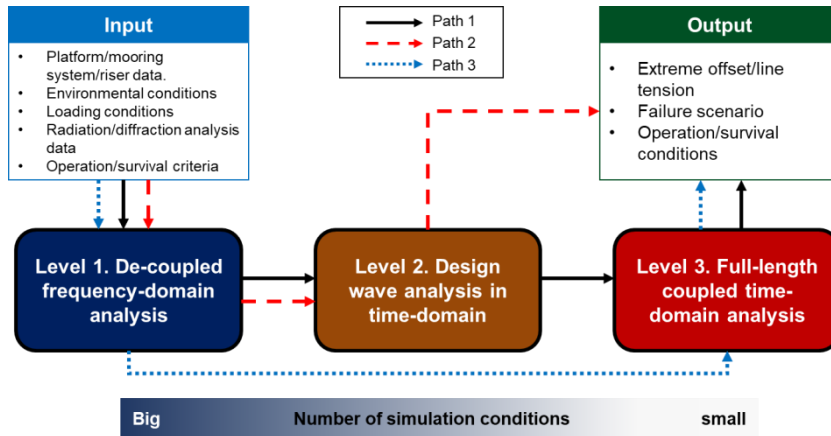 Input
• Platform/mooring
system/riser data.
• Environmental conditions
• Loading conditions
• Radiation/diffraction analysis
data
• Operation/survival criteria
Path 1
Path 2
Path 3
Output
• Extreme offset/line
tension
• Failure scenario
• Operation/survival
conditions
Level 1. De-coupled
frequency-domain
analysis
Level 2. Design
wave analysis in
time-domain
Level 3. Full-length
coupled time-
domain analysis
Big Number of simulation conditions small